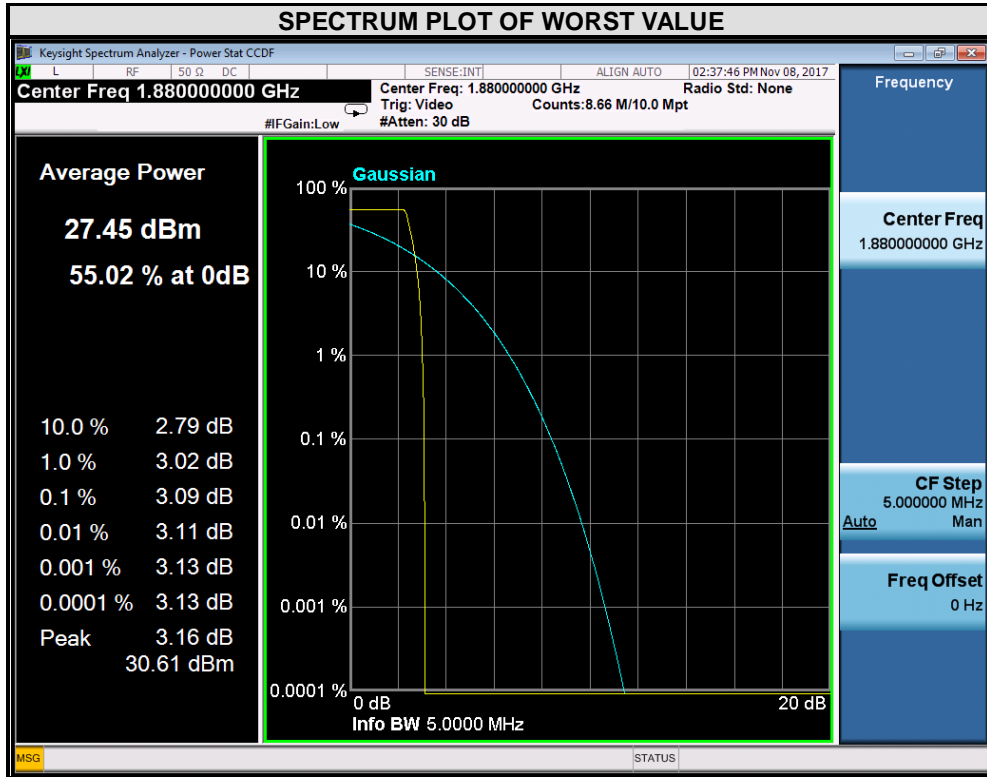 SPECTRUM PLOT OF WORST VALUE
Keysight Spectrum Analyzer - Power Stat CCDF
LXI L RF 50 Ω DC SENSE:INT ALIGN AUTO 02:37:46 PM Nov 08, 2017
Center Freq 1.880000000 GHz
Center Freq: 1.880000000 GHz Radio Std: None
Trig: Video Counts:8.66 M/10.0 Mpt
#IFGain:Low #Atten: 30 dB
Average Power
27.45 dBm
55.02 % at 0dB
10.0 % 2.79 dB
1.0 % 3.02 dB
0.1 % 3.09 dB
0.01 % 3.11 dB
0.001 % 3.13 dB
0.0001 % 3.13 dB
Peak 3.16 dB
30.61 dBm
Gaussian
100 %
10 %
1 %
0.1 %
0.01 %
0.001 %
0.0001 %
0 dB 20 dB
Info BW 5.0000 MHz
Frequency
Center Freq
1.880000000 GHz
CF Step
5.000000 MHz
Auto Man
Freq Offset
0 Hz
MSG STATUS